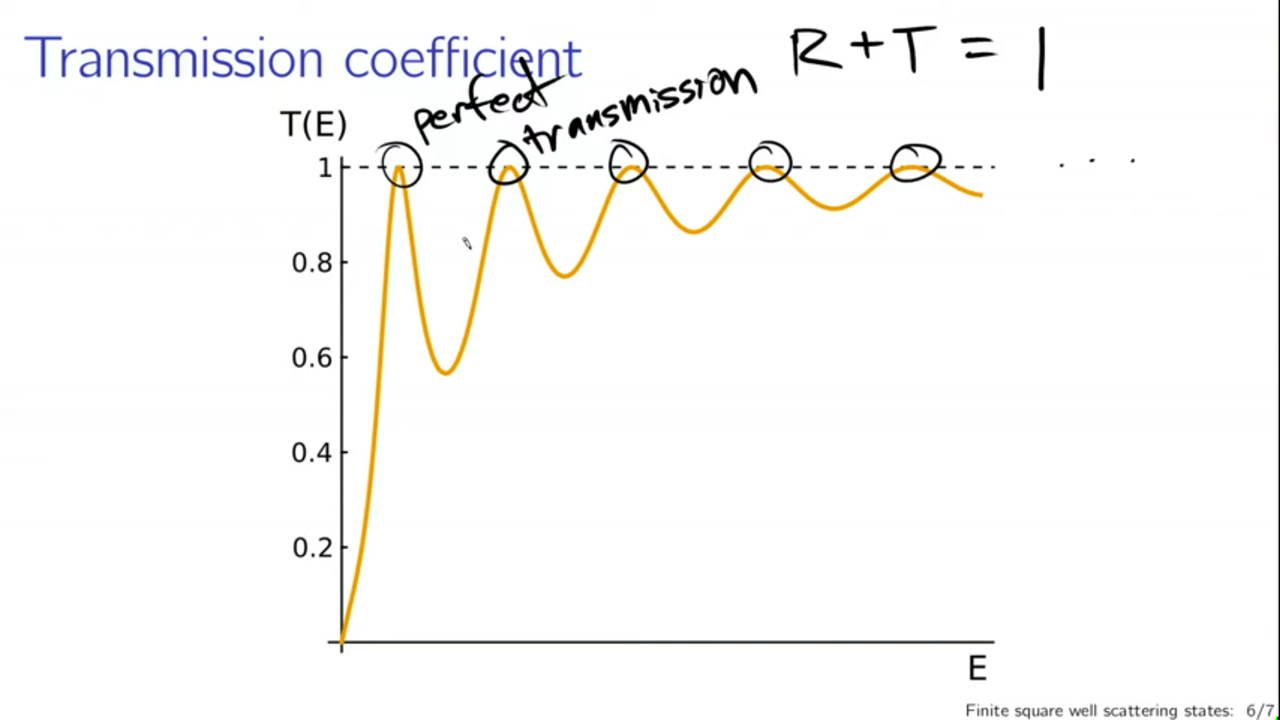 Transmission coefficient
R + T = 1
perfect
transmission
T(E)
1
0.8
0.6
0.4
0.2
E
Finite square well scattering states: 6/7